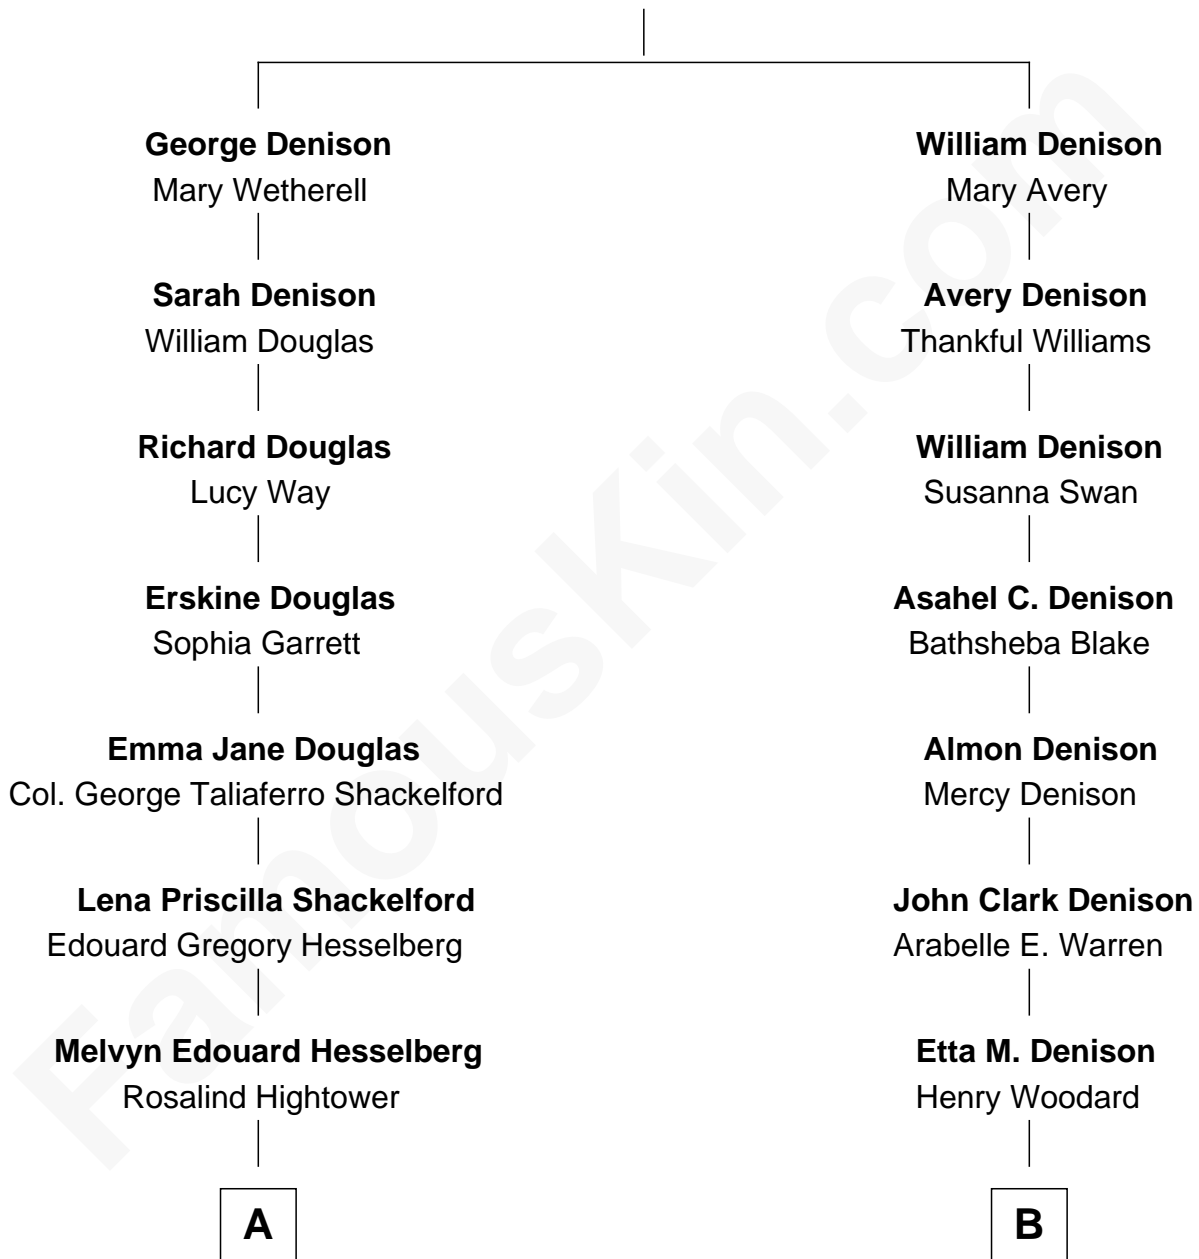 George Denison
Mary Wetherell
Sarah Denison
William Douglas
Richard Douglas
Lucy Way
Erskine Douglas
Sophia Garrett
Emma Jane Douglas
Col. George Taliaferro Shackelford
Lena Priscilla Shackelford
Edouard Gregory Hesselberg
Melvyn Edouard Hesselberg
Rosalind Hightower
A
William Denison
Mary Avery
Avery Denison
Thankful Williams
William Denison
Susanna Swan
Asahel C. Denison
Bathsheba Blake
Almon Denison
Mercy Denison
John Clark Denison
Arabelle E. Warren
Etta M. Denison
Henry Woodard
B
FamousKin.com